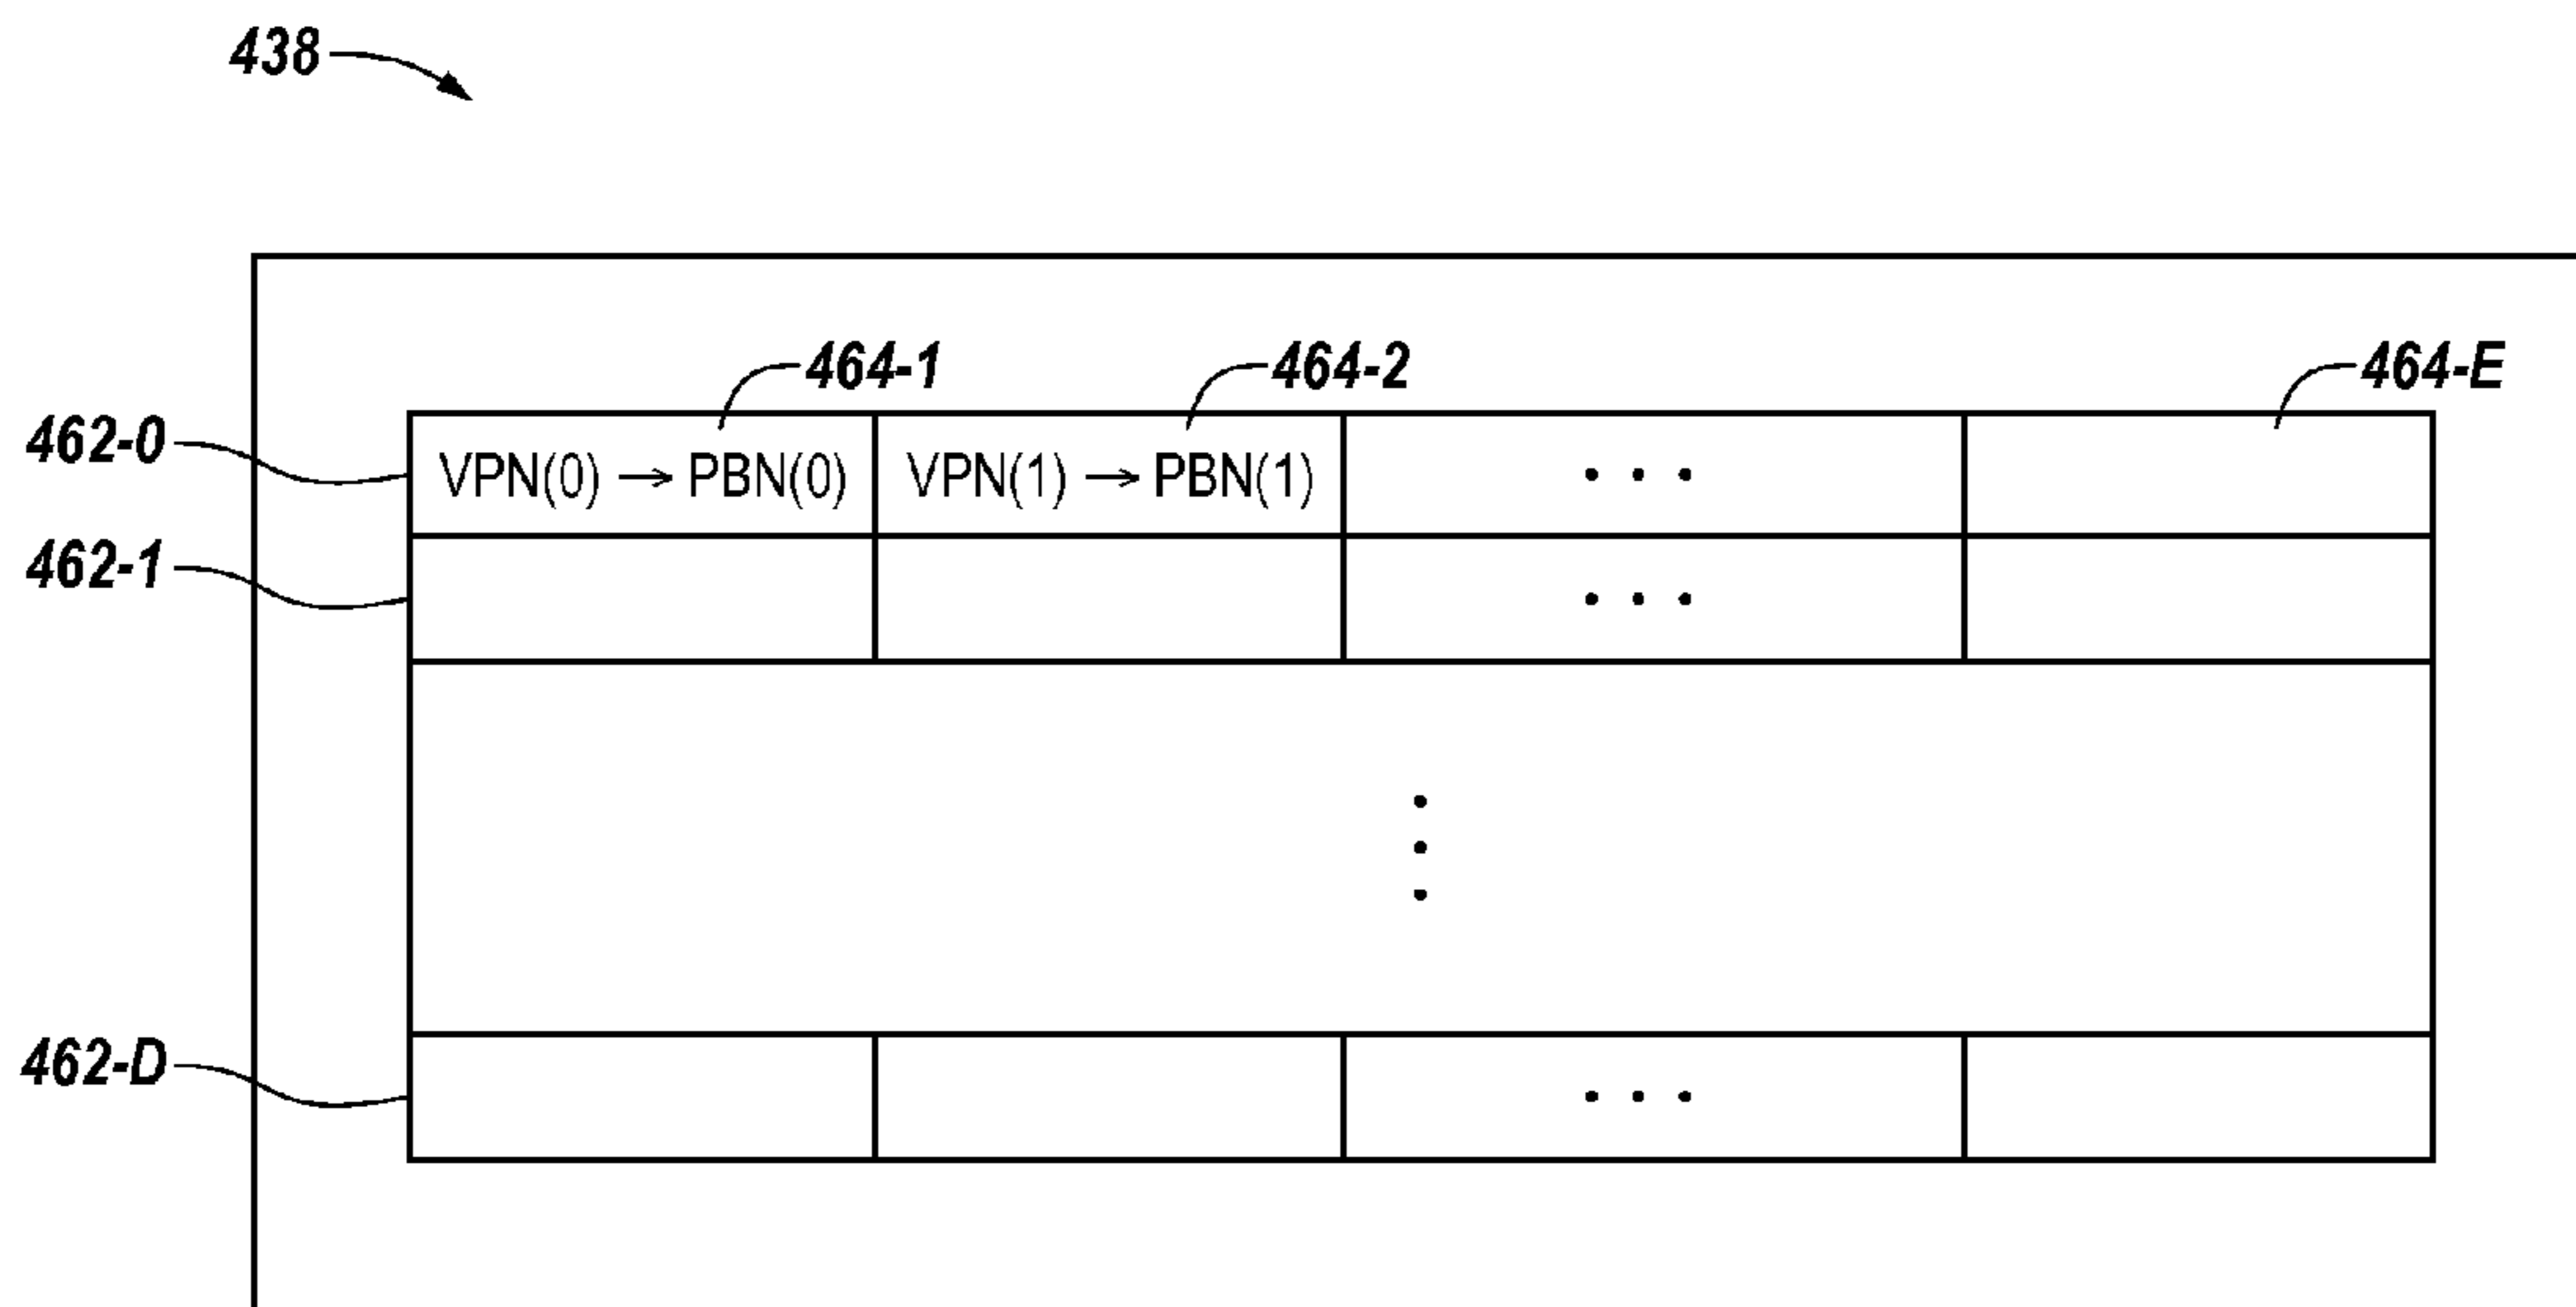 438
464-1 464-2 464-E
462-0 VPN(0) → PBN(0) VPN(1) → PBN(1) • • •
462-1 • • •
462-D • • •